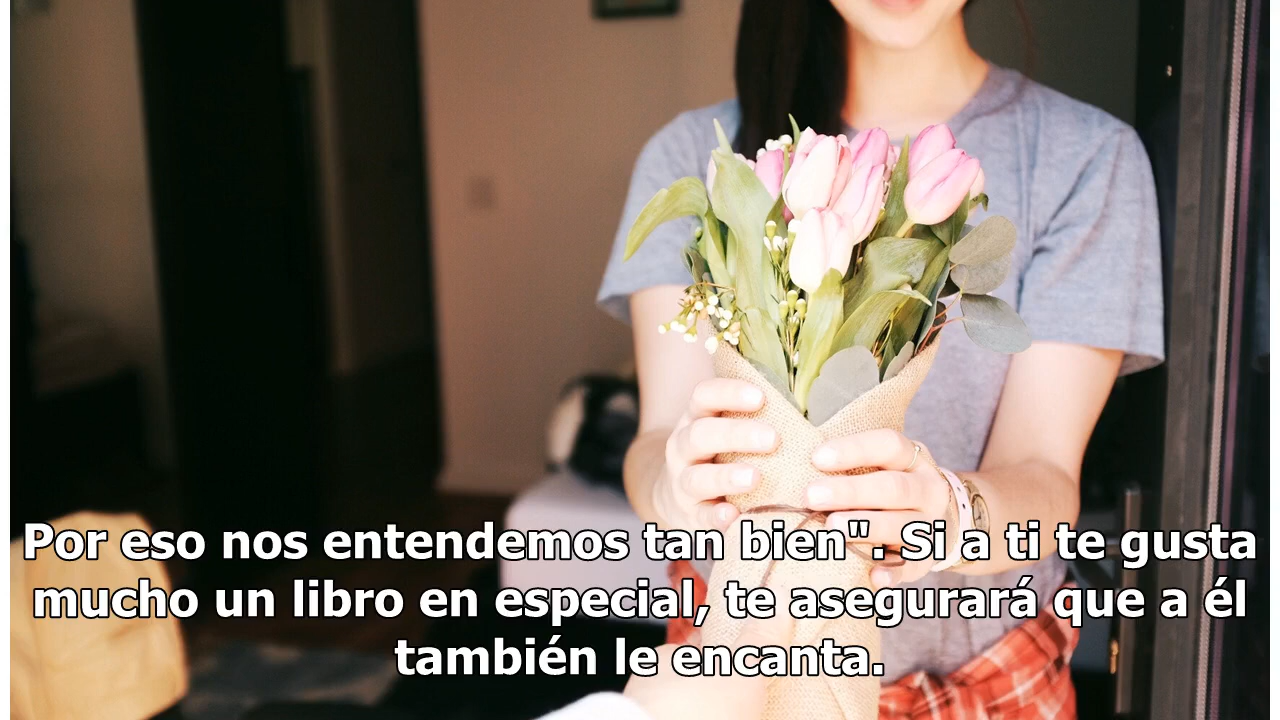 Por eso nos entendemos tan bien". Si a ti te gusta
mucho un libro en especial, te asegurará que a él
también le encanta.